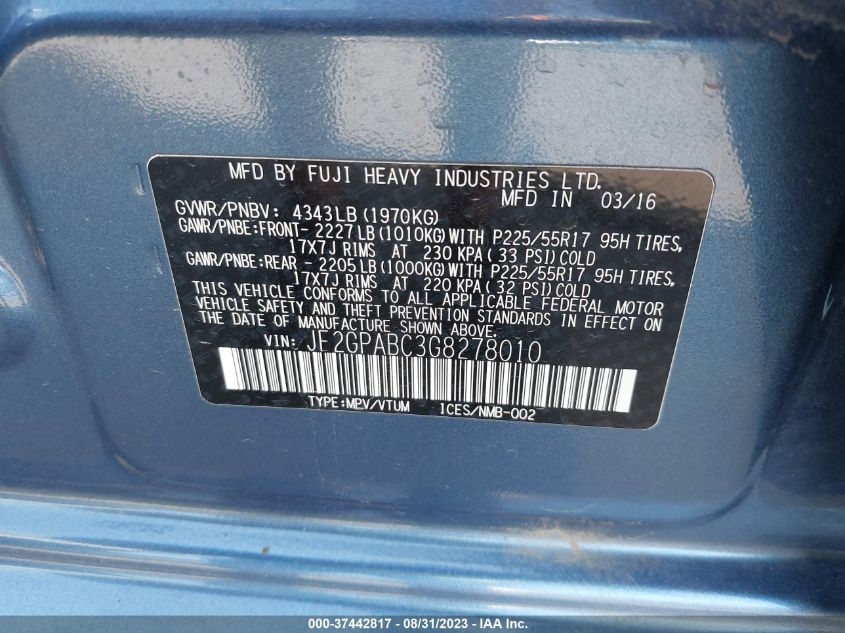 MFD BY FUJI HEAVY INDUSTRIES LTD.
MFD IN 03/16
GVWR/PNBV: 4343LB(1970KG)
GAWR/PNBE:FRONT- 2227LB(1010KG)WITH P225/55R17 95H TIRES,
17X7J RIMS AT 230 KPA( 33 PSI)COLD
GAWR/PNBE:REAR - 2205LB(1000KG)WITH P225/55R17 95H TIRES,
17X7J RIMS AT 220 KPA( 32 PSI)COLD
THIS VEHICLE CONFORMS TO ALL APPLICABLE FEDERAL MOTOR
VEHICLE SAFETY AND THEFT PREVENTION STANDARDS IN EFFECT ON
THE DATE OF MANUFACTURE SHOWN ABOVE.
VIN: JF2GPABC3G8278010
TYPE:MPV/VTUM ICES/NMB-002
000-37442817 - 08/31/2023 - IAA Inc.